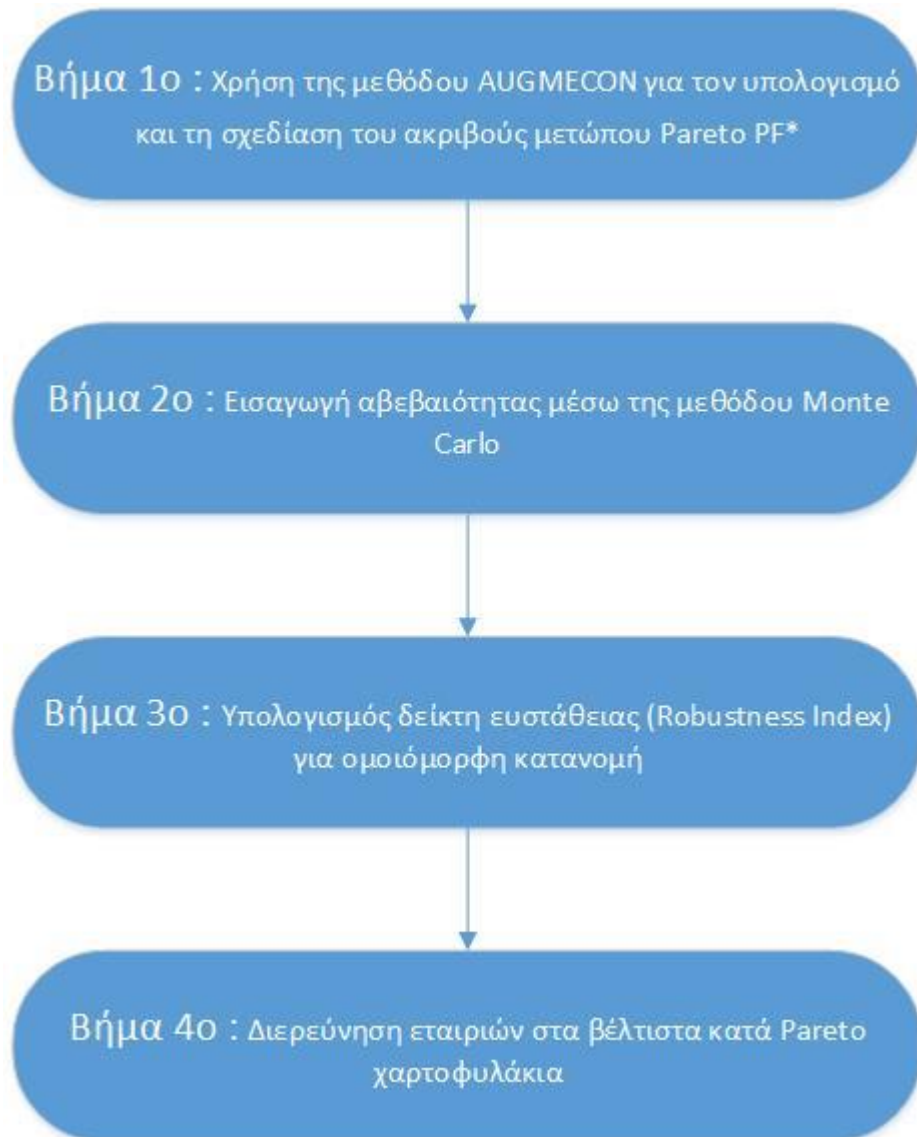 Βήμα 1ο : Χρήση της μεθόδου AUGMECON για τον υπολογισμό
και τη σχεδίαση του ακριβούς μετώπου Pareto PF*
Βήμα 2ο : Εισαγωγή αβεβαιότητας μέσω της μεθόδου Monte
Carlo
Βήμα 3ο : Υπολογισμός δείκτη ευστάθειας (Robustness Index)
για ομοιόμορφη κατανομή
Βήμα 4ο : Διερεύνηση εταιριών στα βέλτιστα κατά Pareto
χαρτοφυλάκια